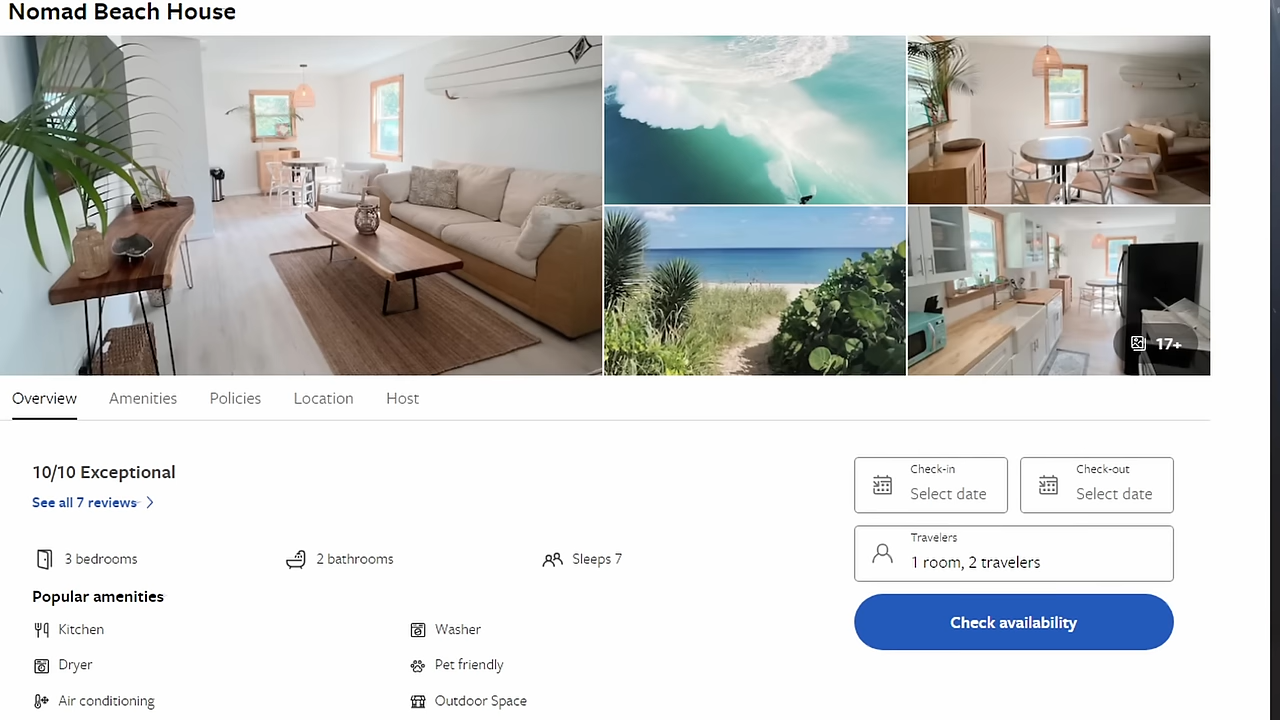 Nomad Beach House
17+
Overview Amenities Policies Location Host
10/10 Exceptional
See all 7 reviews
3 bedrooms 2 bathrooms Sleeps 7
Popular amenities
Kitchen Washer
Dryer Pet friendly
Air conditioning Outdoor Space
Check-in Check-out
Select date Select date
Travelers
1 room, 2 travelers
Check availability